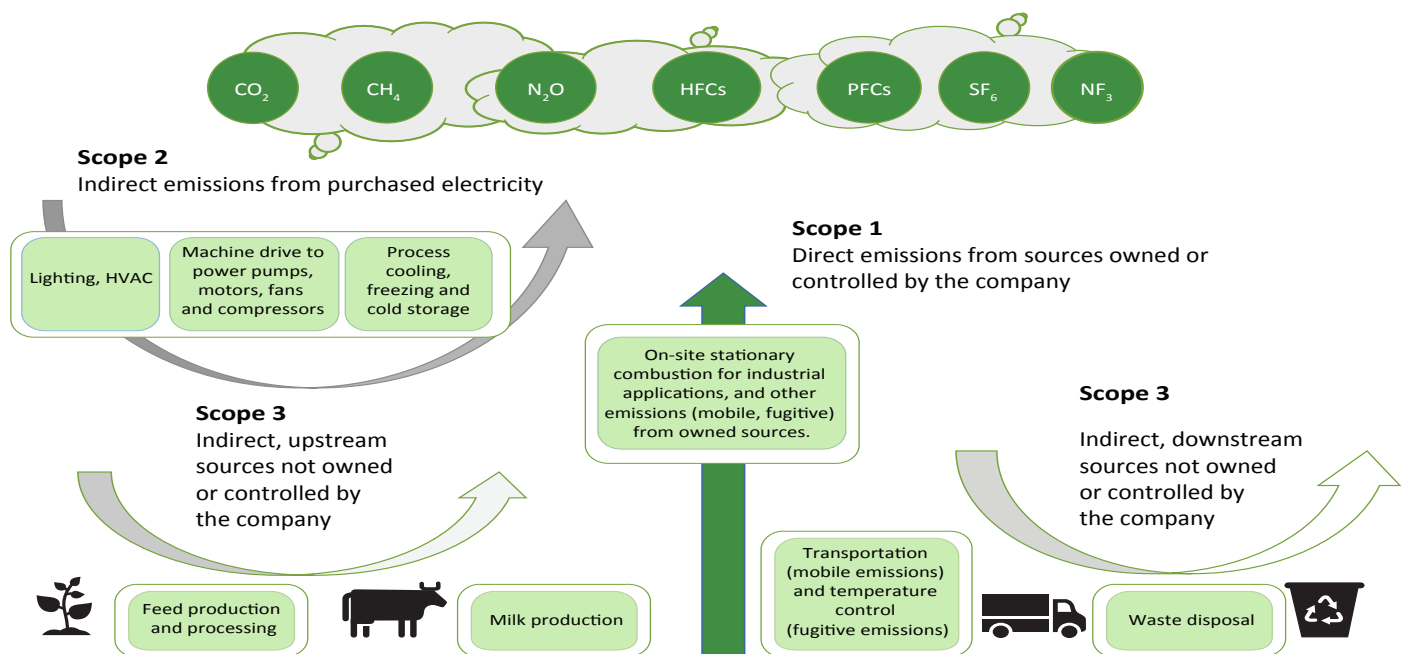 CO₂
CH₄
N₂O
HFCs
PFCs
SF₆
NF₃
Scope 2
Indirect emissions from purchased electricity
Lighting, HVAC
Machine drive to
power pumps,
motors, fans
and compressors
Process
cooling,
freezing and
cold storage
Scope 1
Direct emissions from sources owned or
controlled by the company
On-site stationary
combustion for industrial
applications, and other
emissions (mobile, fugitive)
from owned sources.
Scope 3
Indirect, upstream
sources not owned
or controlled by
the company
Feed production
and processing
Milk production
Scope 3
Indirect, downstream
sources not owned
or controlled by
the company
Transportation
(mobile emissions)
and temperature
control
(fugitive emissions)
Waste disposal